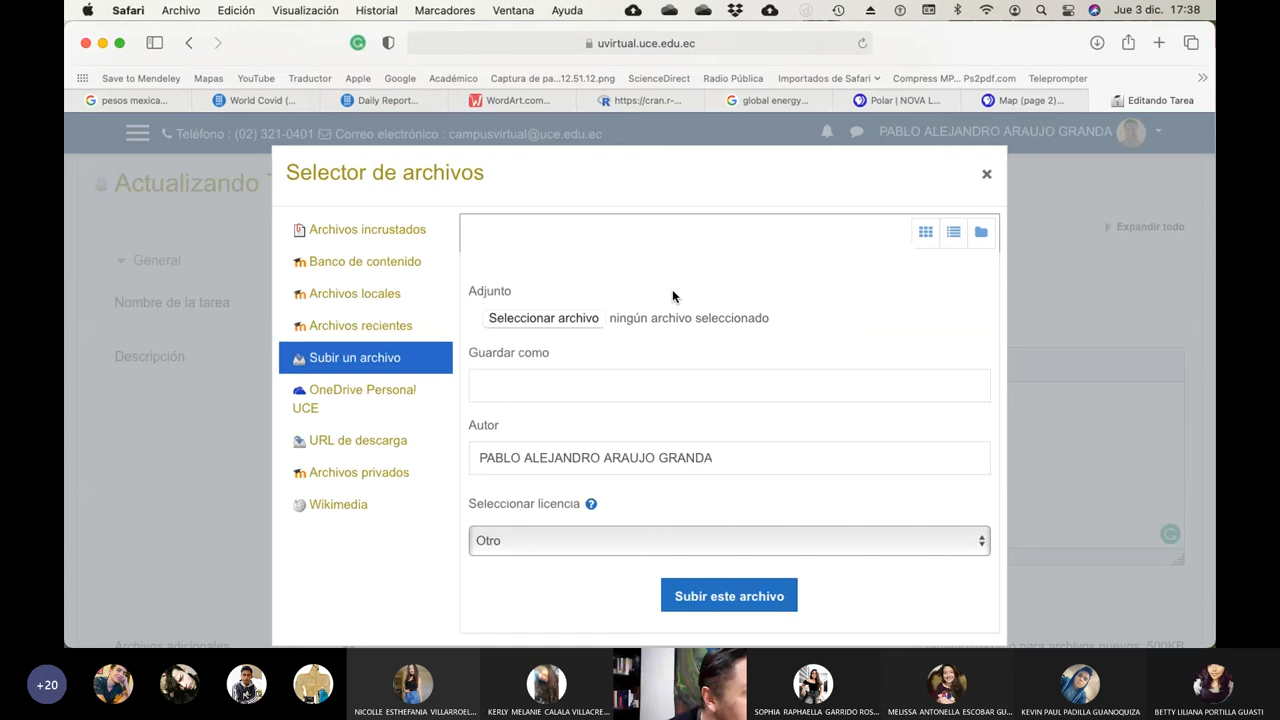 Safari Archivo Edición Visualización Historial Marcadores Ventana Ayuda Jue 3 dic. 17:38
uvirtual.uce.edu.ec
Save to Mendeley Mapas YouTube Traductor Apple Google Académico Captura de pa...12.51.12.png ScienceDirect Radio Pública Importados de Safari Compress MP... Ps2pdf.com Teleprompter
pesos mexica... World Covid (... Daily Report... WordArt.com... https://cran.r-... global energy... Polar | NOVA L... Map (page 2)... Editando Tarea
Teléfono : (02) 321-0401 Correo electrónico : campusvirtual@uce.edu.ec PABLO ALEJANDRO ARAUJO GRANDA
Selector de archivos
Actualizando
Archivos incrustados
Expandir todo
General
Banco de contenido
Adjunto
Archivos locales
Nombre de la tarea
Seleccionar archivo ningún archivo seleccionado
Archivos recientes
Guardar como
Descripción
Subir un archivo
OneDrive Personal
UCE
Autor
URL de descarga
PABLO ALEJANDRO ARAUJO GRANDA
Archivos privados
Seleccionar licencia
Wikimedia
Otro
Subir este archivo
Archivos adicionales
para archivos nuevos: 500KB
+20
NICOLLE ESTHEFANIA VILLARROEL... KERLY MELANIE CALALA VILLACRE... SOPHIA RAPHAELLA GARRIDO ROS... MELISSA ANTONELLA ESCOBAR GU... KEVIN PAUL PADILLA GUANOQUIZA BETTY LILIANA PORTILLA GUASTI